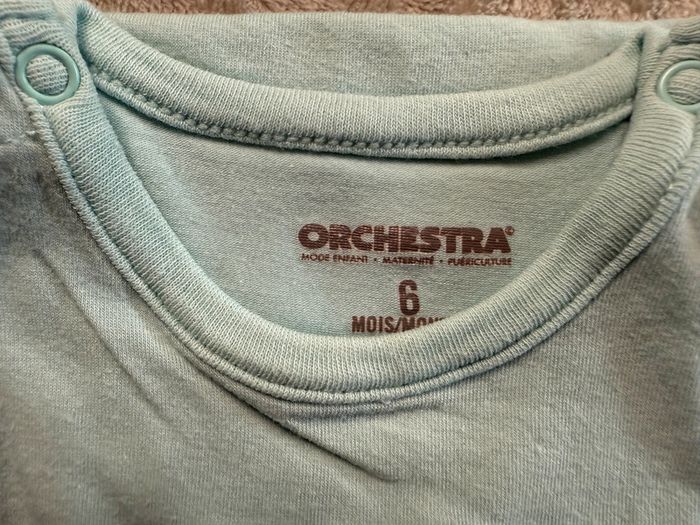 ORCHESTRA©
MODE ENFANT • MATERNITÉ • PUÉRICULTURE
6
MOIS/